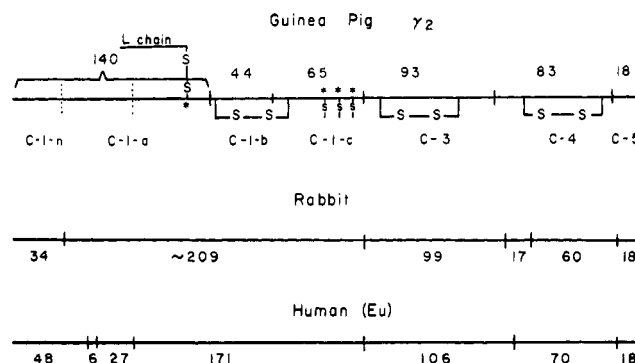 Guinea Pig γ2
L chain
140 S 44 65 93 83 18
S * * *
* S—S S S S S—S S—S
C-1-n C-1-a C-1-b C-1-c C-3 C-4 C-5
Rabbit
34 ~209 99 17 60 18
Human (Eu)
48 6 27 171 106 70 18